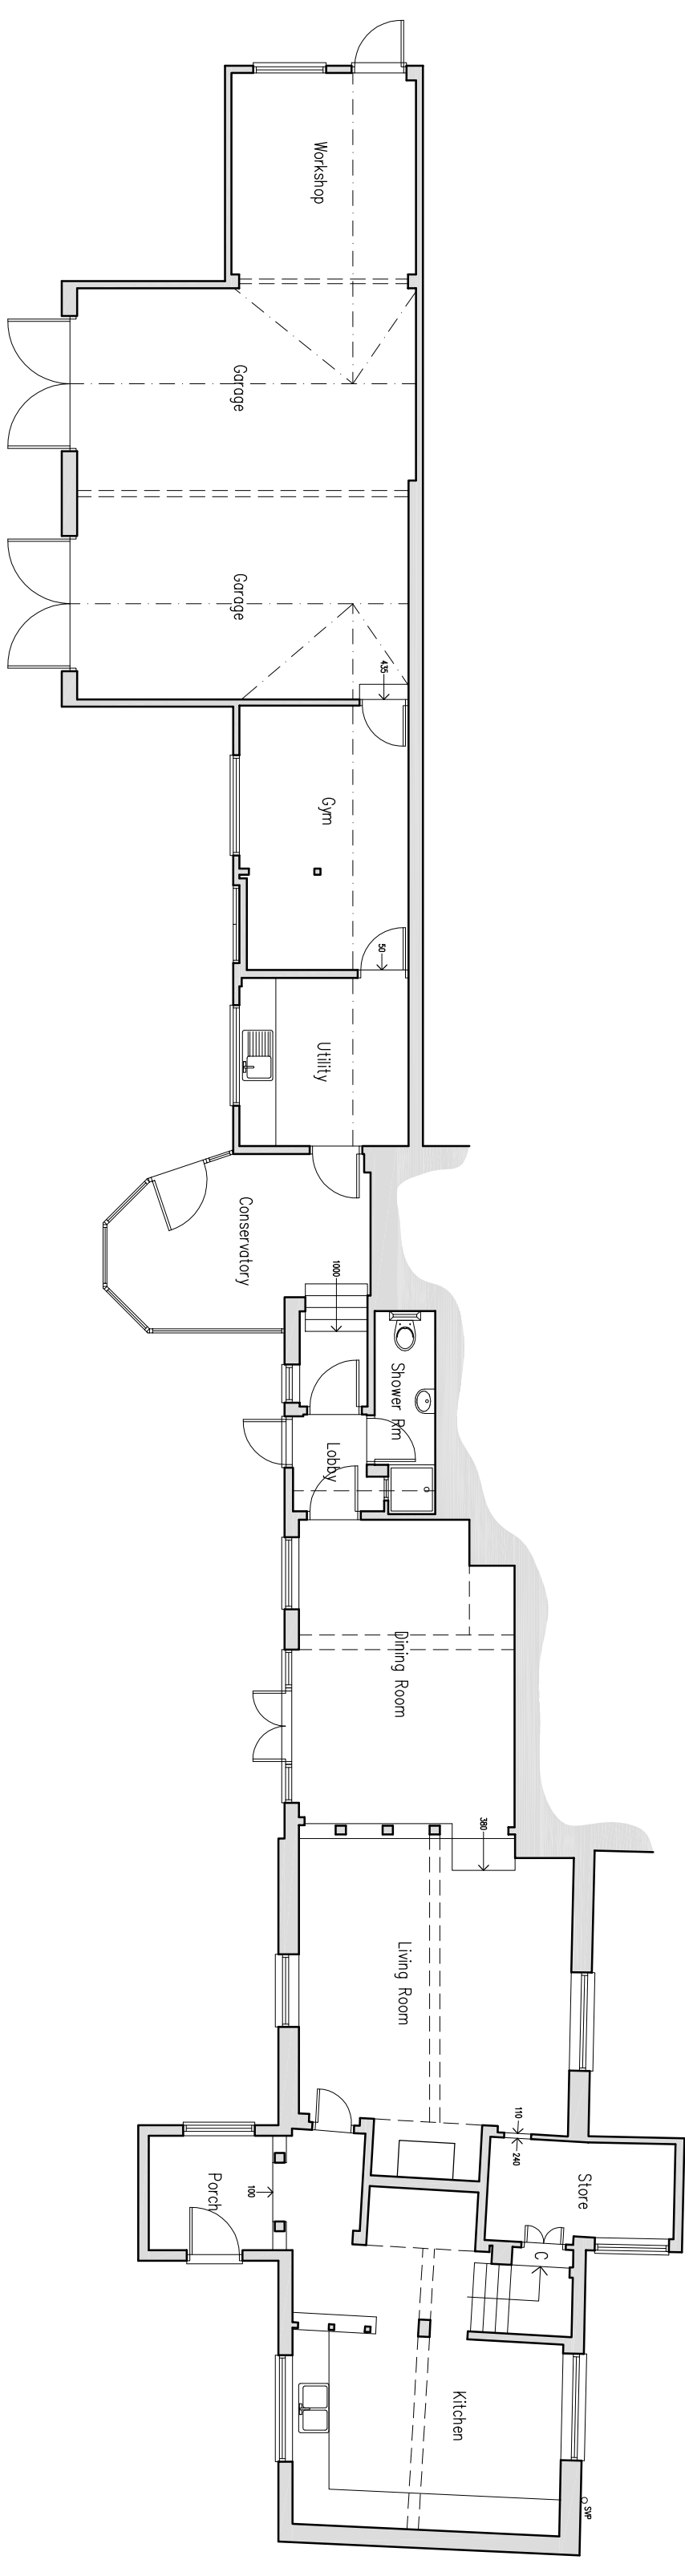 Workshop
Garage
Garage
435
Gym
50
Utility
Conservatory
1000
Shower Rm
Lobby
Dining Room
380
Living Room
110
240
Store
Porch
100
C
Kitchen
SVP